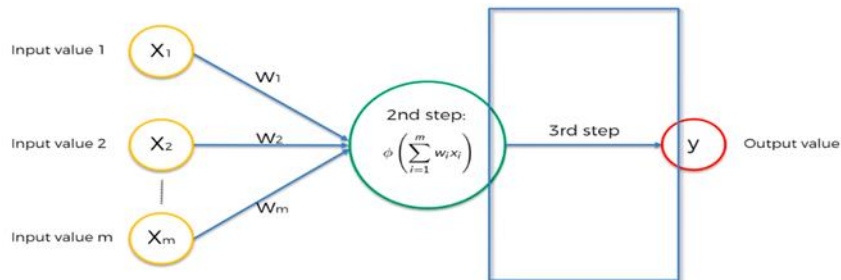 Input value 1
X1
W1
Input value 2
X2
W2
Input value m
Xm
Wm
2nd step:
ϕ (∑ᵢ₌₁ᵐ wᵢxᵢ)
3rd step
y
Output value